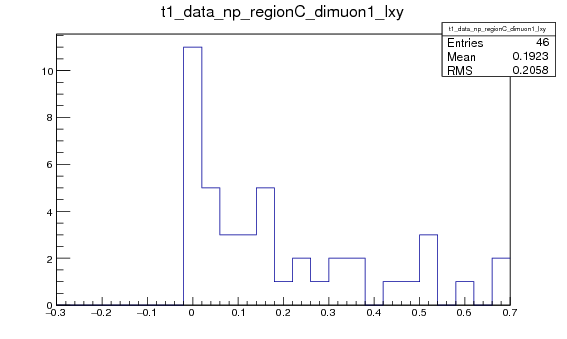 t1_data_np_regionC_dimuon1_lxy
t1_data_np_regionC_dimuon1_lxy
Entries 46
Mean 0.1923
RMS 0.2058
10
8
6
4
2
0
−0.3 −0.2 −0.1 0 0.1 0.2 0.3 0.4 0.5 0.6 0.7